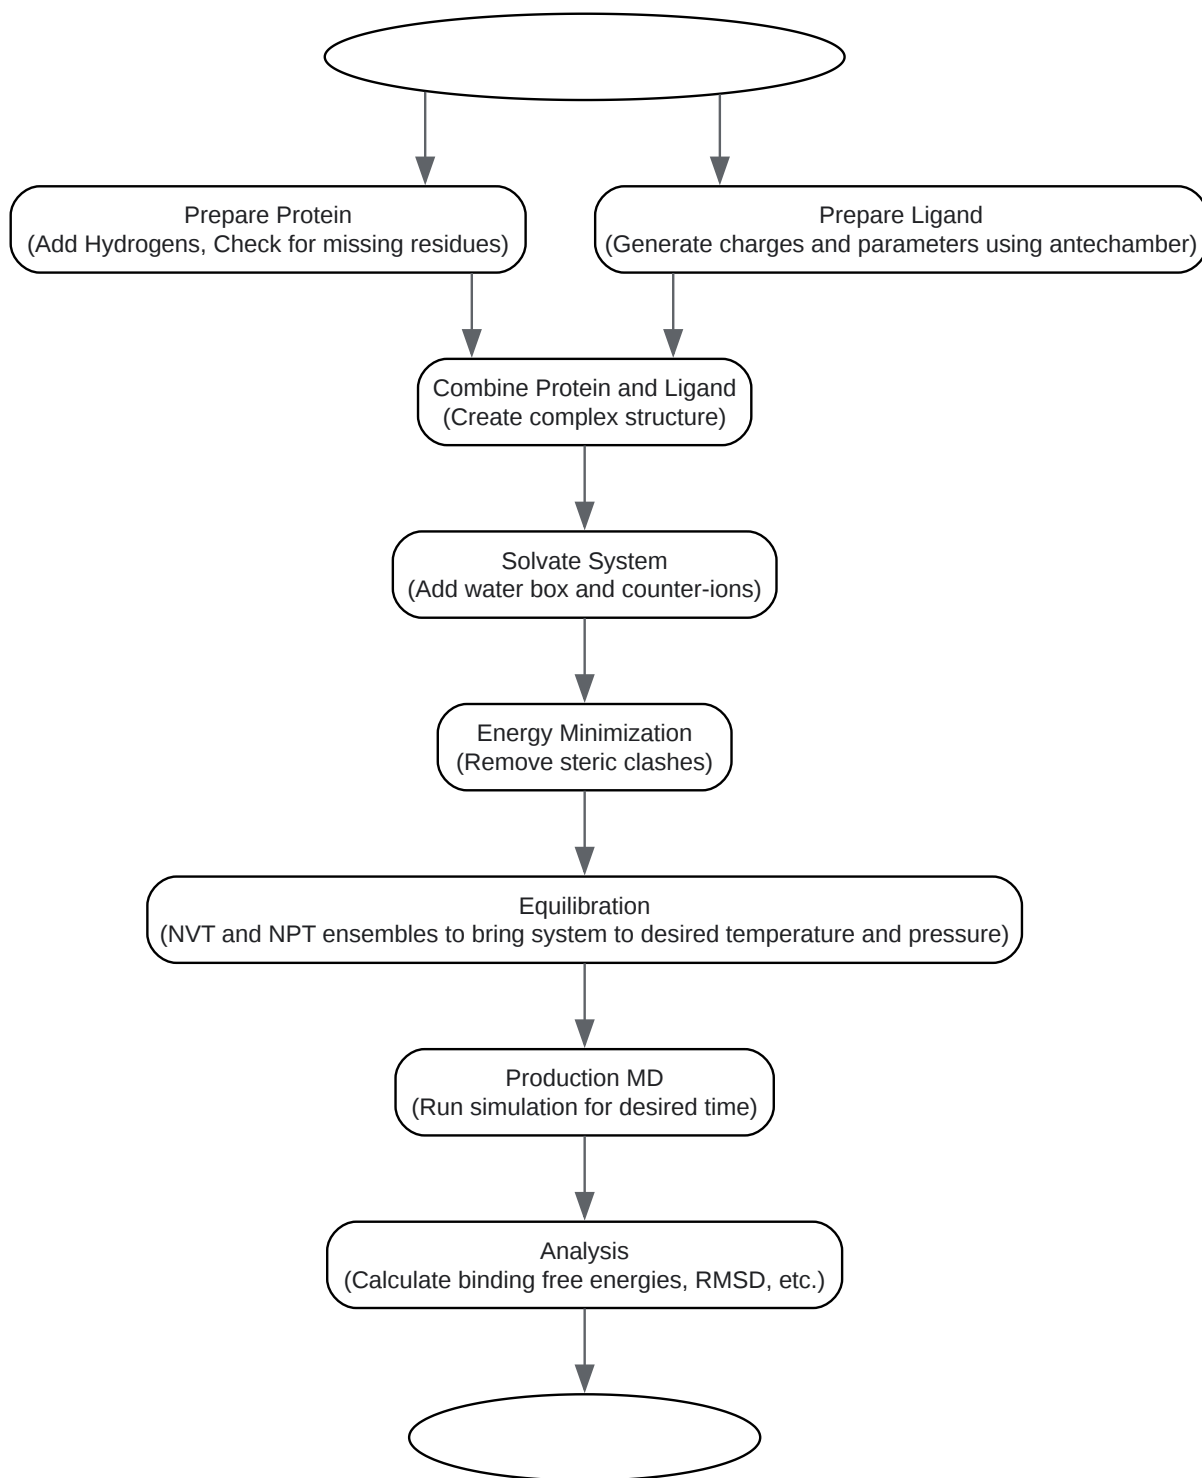 Prepare Protein
(Add Hydrogens, Check for missing residues)
Prepare Ligand
(Generate charges and parameters using antechamber)
Combine Protein and Ligand
(Create complex structure)
Solvate System
(Add water box and counter-ions)
Energy Minimization
(Remove steric clashes)
Equilibration
(NVT and NPT ensembles to bring system to desired temperature and pressure)
Production MD
(Run simulation for desired time)
Analysis
(Calculate binding free energies, RMSD, etc.)